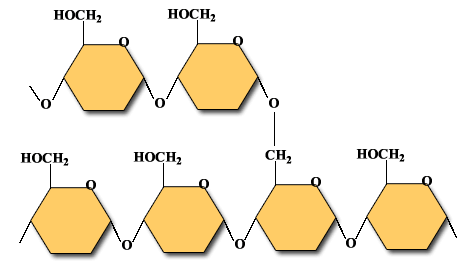 HOCH₂ HOCH₂
O O
O O O
HOCH₂ HOCH₂ CH₂ HOCH₂
O O O O
O O O